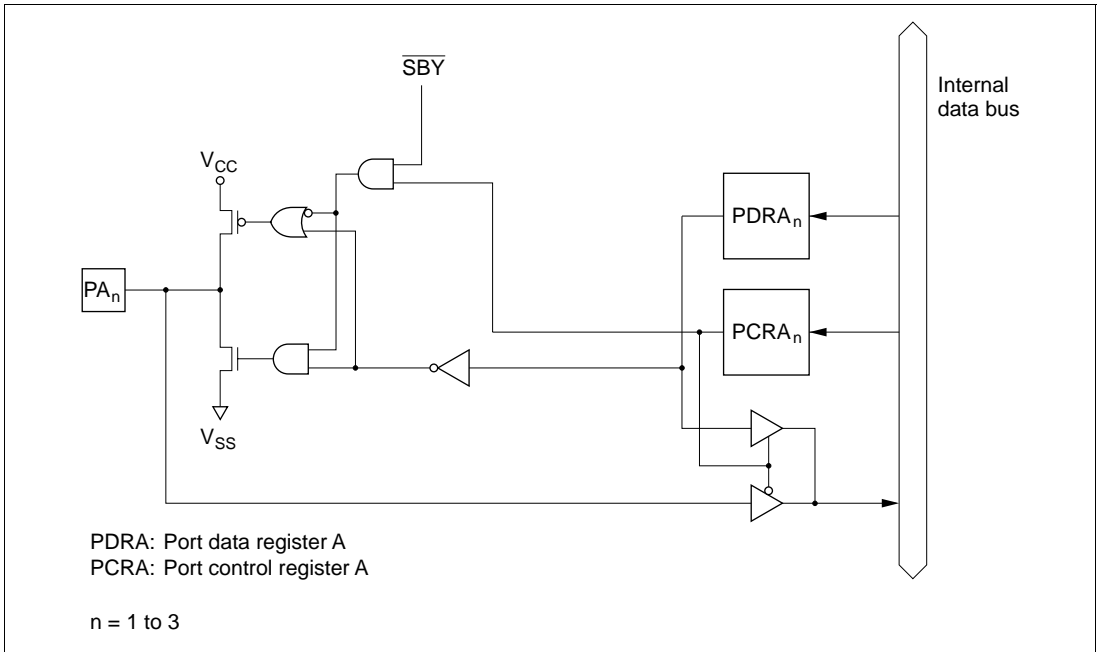 SBY
Internal
data bus
VCC
PDRAn
PAn
PCRAn
VSS
PDRA: Port data register A
PCRA: Port control register A
n = 1 to 3